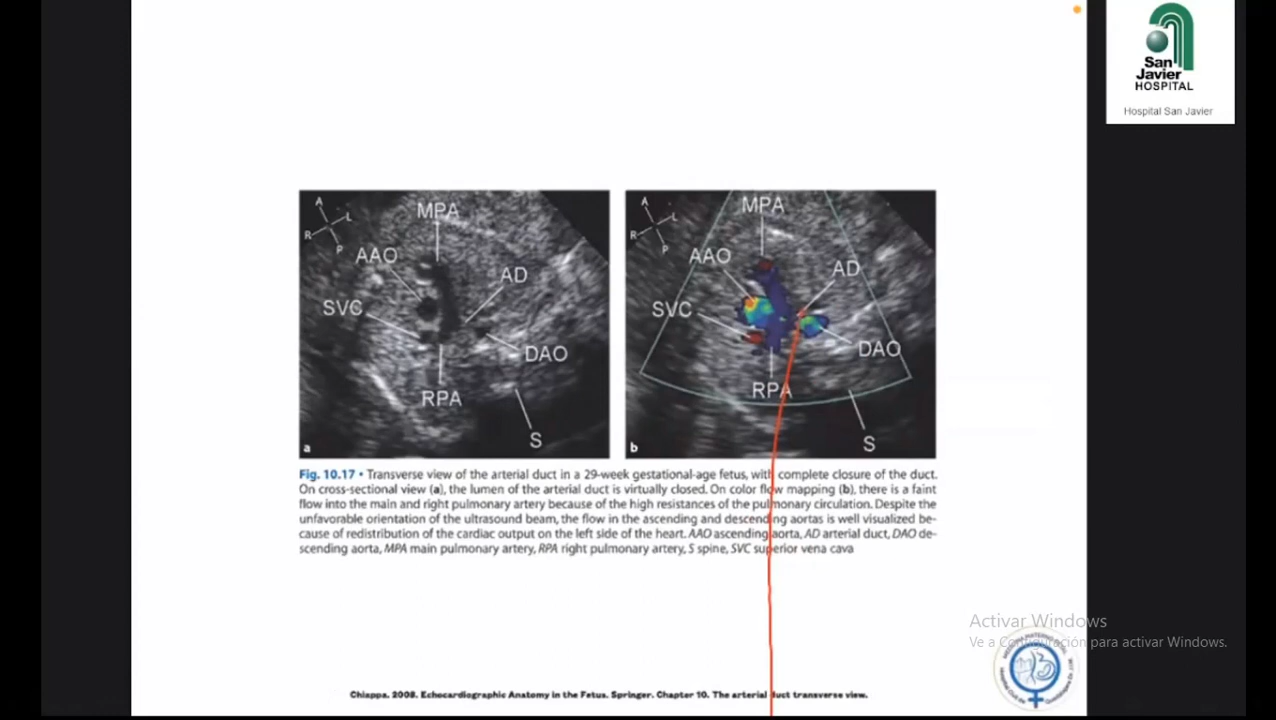 San
Javier
HOSPITAL
Hospital San Javier
A
L
R
P
MPA
AAO
AD
SVC
DAO
RPA
S
a
A
L
R
P
MPA
AAO
AD
SVC
DAO
RPA
S
b
Fig. 10.17 • Transverse view of the arterial duct in a 29-week gestational-age fetus, with complete closure of the duct.
On cross-sectional view (a), the lumen of the arterial duct is virtually closed. On color flow mapping (b), there is a faint
flow into the main and right pulmonary artery because of the high resistances of the pulmonary circulation. Despite the
unfavorable orientation of the ultrasound beam, the flow in the ascending and descending aortas is well visualized be-
cause of redistribution of the cardiac output on the left side of the heart. AAO ascending aorta, AD arterial duct, DAO de-
scending aorta, MPA main pulmonary artery, RPA right pulmonary artery, S spine, SVC superior vena cava
Activar Windows
Ve a Configuración para activar Windows.
Chiappa. 2008. Echocardiographic Anatomy in the Fetus. Springer. Chapter 10. The arterial duct transverse view.